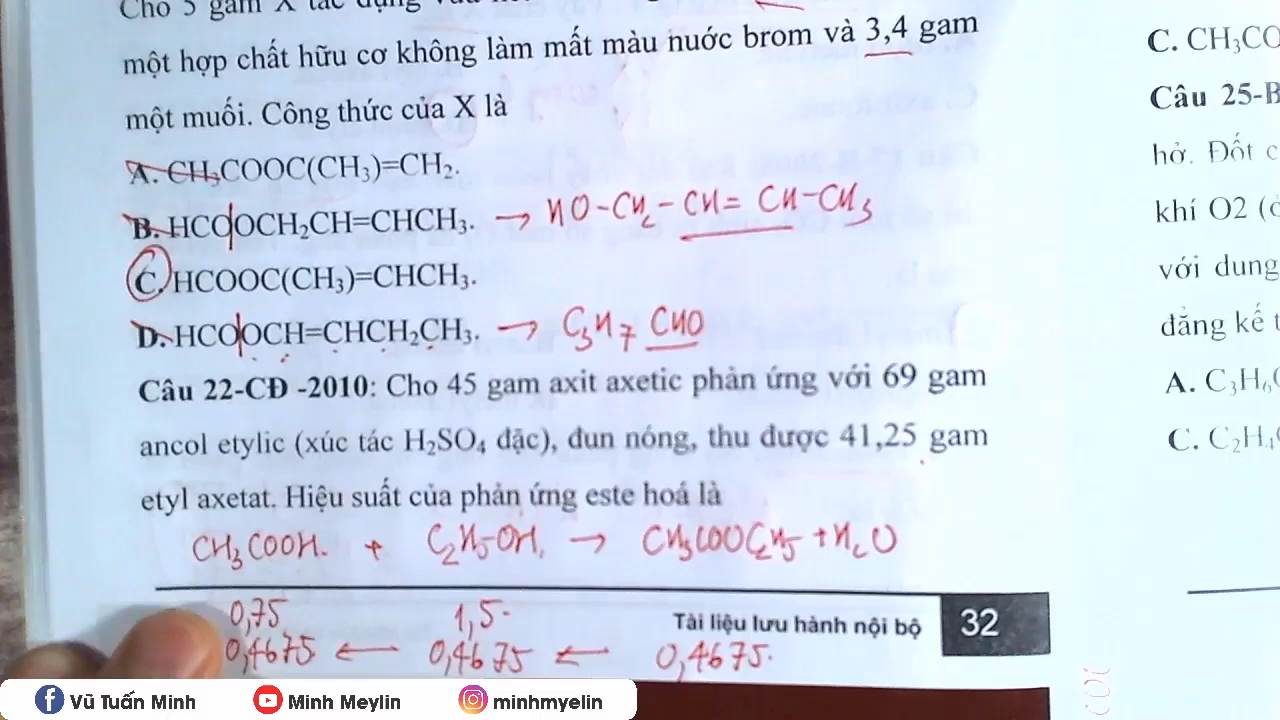 Cho 5 gam X tác dụng
một hợp chất hữu cơ không làm mất màu nước brom và 3,4 gam
một muối. Công thức của X là
A. CH₃COOC(CH₃)=CH₂.
B. HCOOCH₂CH=CHCH₃. → HO-CH₂-CH=CH-CH₃
C. HCOOC(CH₃)=CHCH₃.
D. HCOOCH=CHCH₂CH₃. → C₃H₇CHO
Câu 22-CĐ -2010: Cho 45 gam axit axetic phản ứng với 69 gam
ancol etylic (xúc tác H₂SO₄ đặc), đun nóng, thu được 41,25 gam
etyl axetat. Hiệu suất của phản ứng este hoá là
CH₃COOH + C₂H₅OH → CH₃COOC₂H₅ + H₂O
0,75 1,5
0,4675 ← 0,4675 ← 0,4675
Tài liệu lưu hành nội bộ 32
C. CH₃CO
Câu 25-B
hở. Đốt c
khí O2 (
với dung
đẳng kế t
A. C₃H₆
C. C₂H₄
Vũ Tuấn Minh Minh Meylin minhmyelin